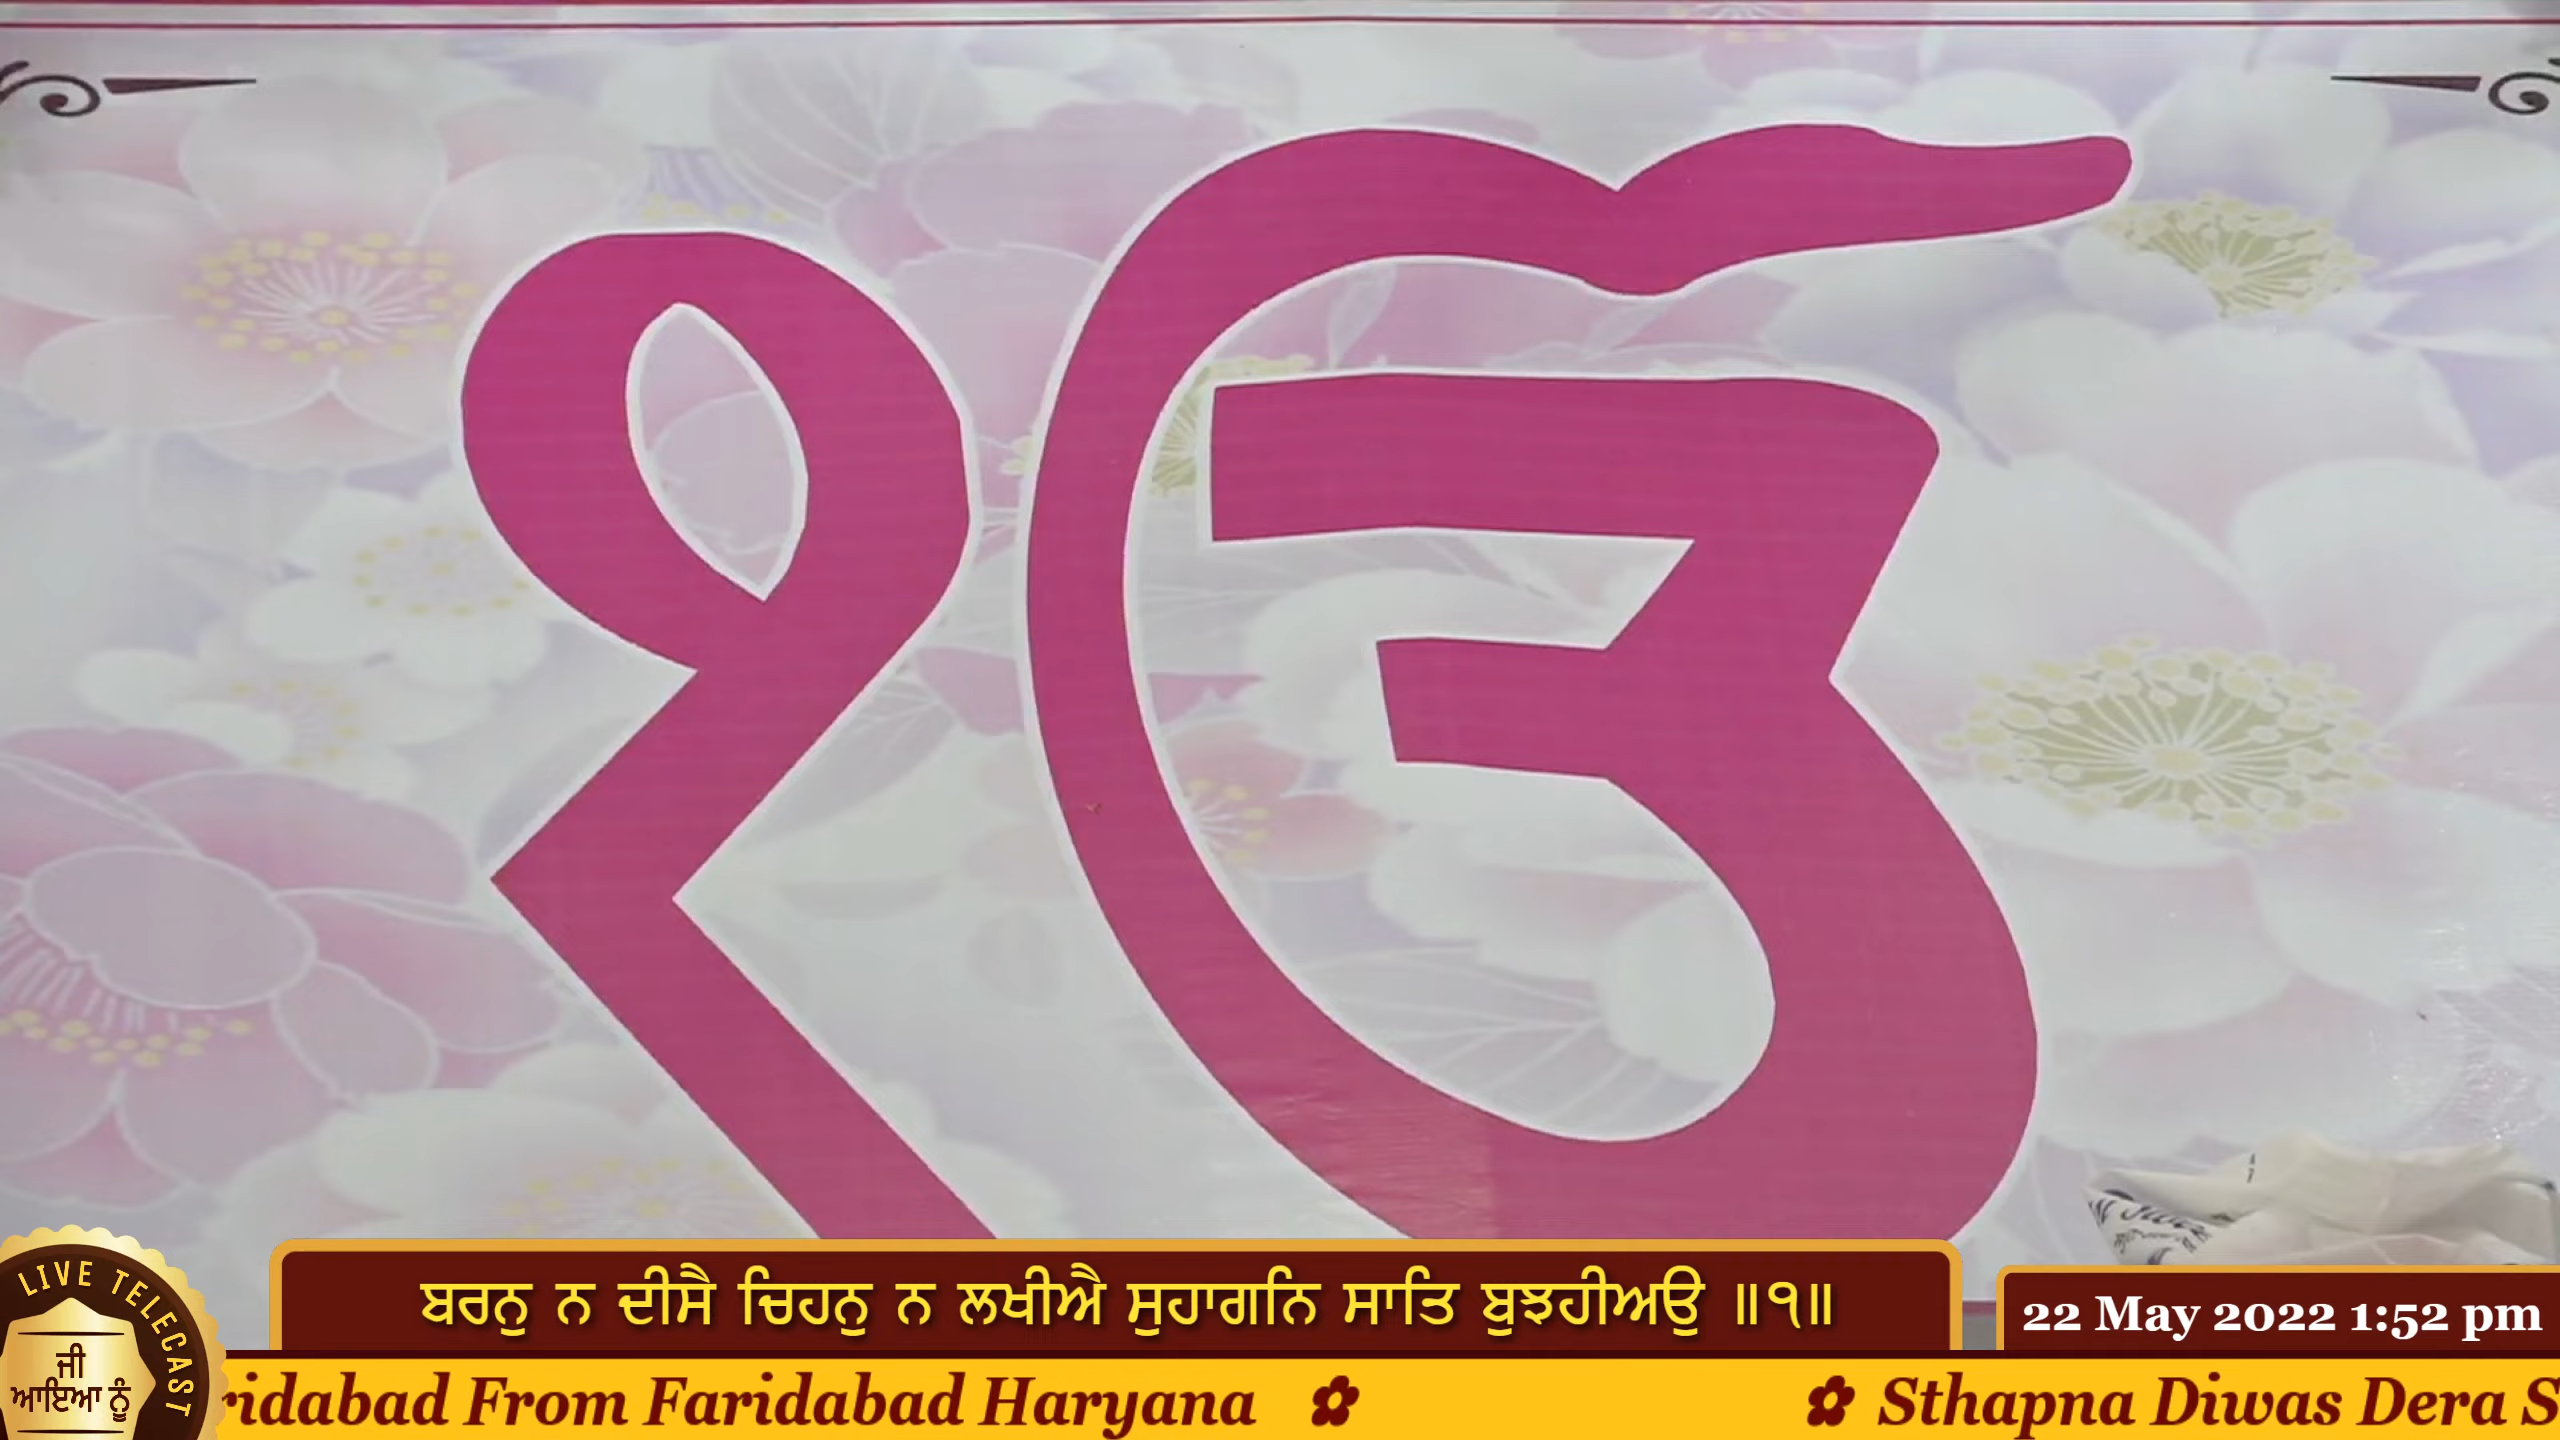 ੴ
ਬਰਨੁ ਨ ਦੀਸੈ ਚਿਹਨੁ ਨ ਲਖੀਐ ਸੁਹਾਗਨਿ ਸਾਤਿ ਬੁਝਹੀਅਉ ॥੧॥
22 May 2022 1:52 pm
LIVE TELECAST
ਜੀ
ਆਇਆ ਨੂੰ
ridabad From Faridabad Haryana ✿ ✿ Sthapna Diwas Dera S